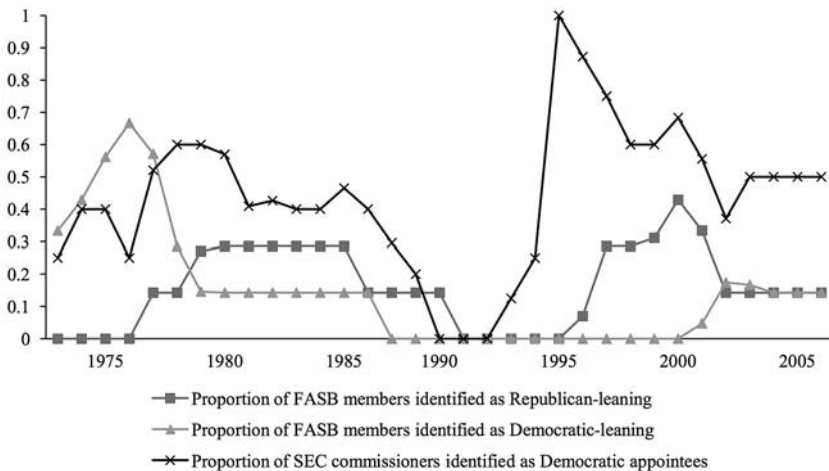 1
0.9
0.8
0.7
0.6
0.5
0.4
0.3
0.2
0.1
0
1975 1980 1985 1990 1995 2000 2005
Proportion of FASB members identified as Republican-leaning
Proportion of FASB members identified as Democratic-leaning
Proportion of SEC commissioners identified as Democratic appointees